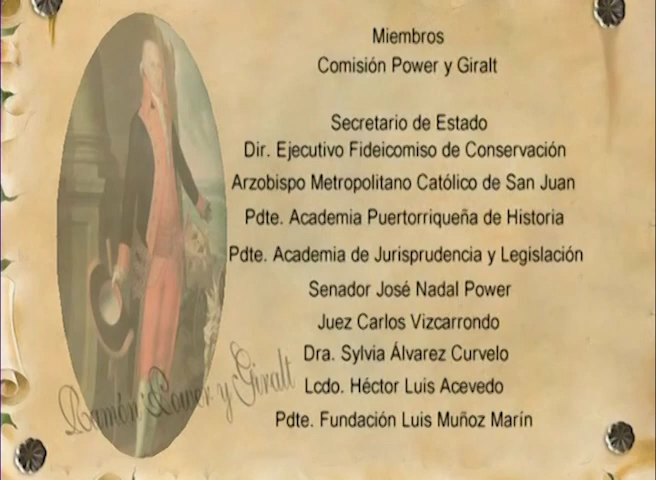 Miembros
Comisión Power y Giralt
Secretario de Estado
Dir. Ejecutivo Fideicomiso de Conservación
Arzobispo Metropolitano Católico de San Juan
Pdte. Academia Puertorriqueña de Historia
Pdte. Academia de Jurisprudencia y Legislación
Senador José Nadal Power
Juez Carlos Vizcarrondo
Dra. Sylvia Álvarez Curvelo
Lcdo. Héctor Luis Acevedo
Pdte. Fundación Luis Muñoz Marín
Ramón Power y Giralt